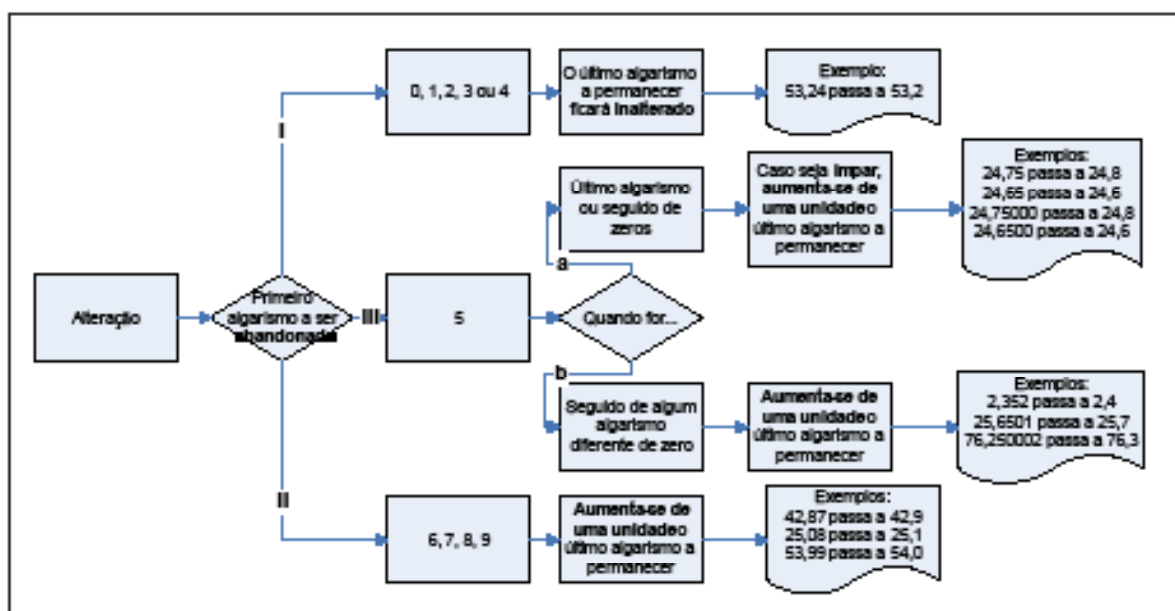 Alteração
Primeiro
algarismo a ser
abandonado
I
0, 1, 2, 3 ou 4
O último algarismo
a permanecer
ficará inalterado
Exemplo:
53,24 passa a 53,2
III
5
Quando for...
a
Último algarismo
ou seguido de
zeros
Caso seja ímpar,
aumenta-se de
uma unidade o
último algarismo a
permanecer
Exemplos:
24,75 passa a 24,8
24,65 passa a 24,6
24,75000 passa a 24,8
24,6500 passa a 24,6
b
Seguido de algum
algarismo
diferente de zero
Aumenta-se de
uma unidade o
último algarismo a
permanecer
Exemplos:
2,352 passa a 2,4
25,6501 passa a 25,7
76,250002 passa a 76,3
II
6, 7, 8, 9
Aumenta-se de
uma unidade o
último algarismo a
permanecer
Exemplos:
42,87 passa a 42,9
25,08 passa a 25,1
53,99 passa a 54,0